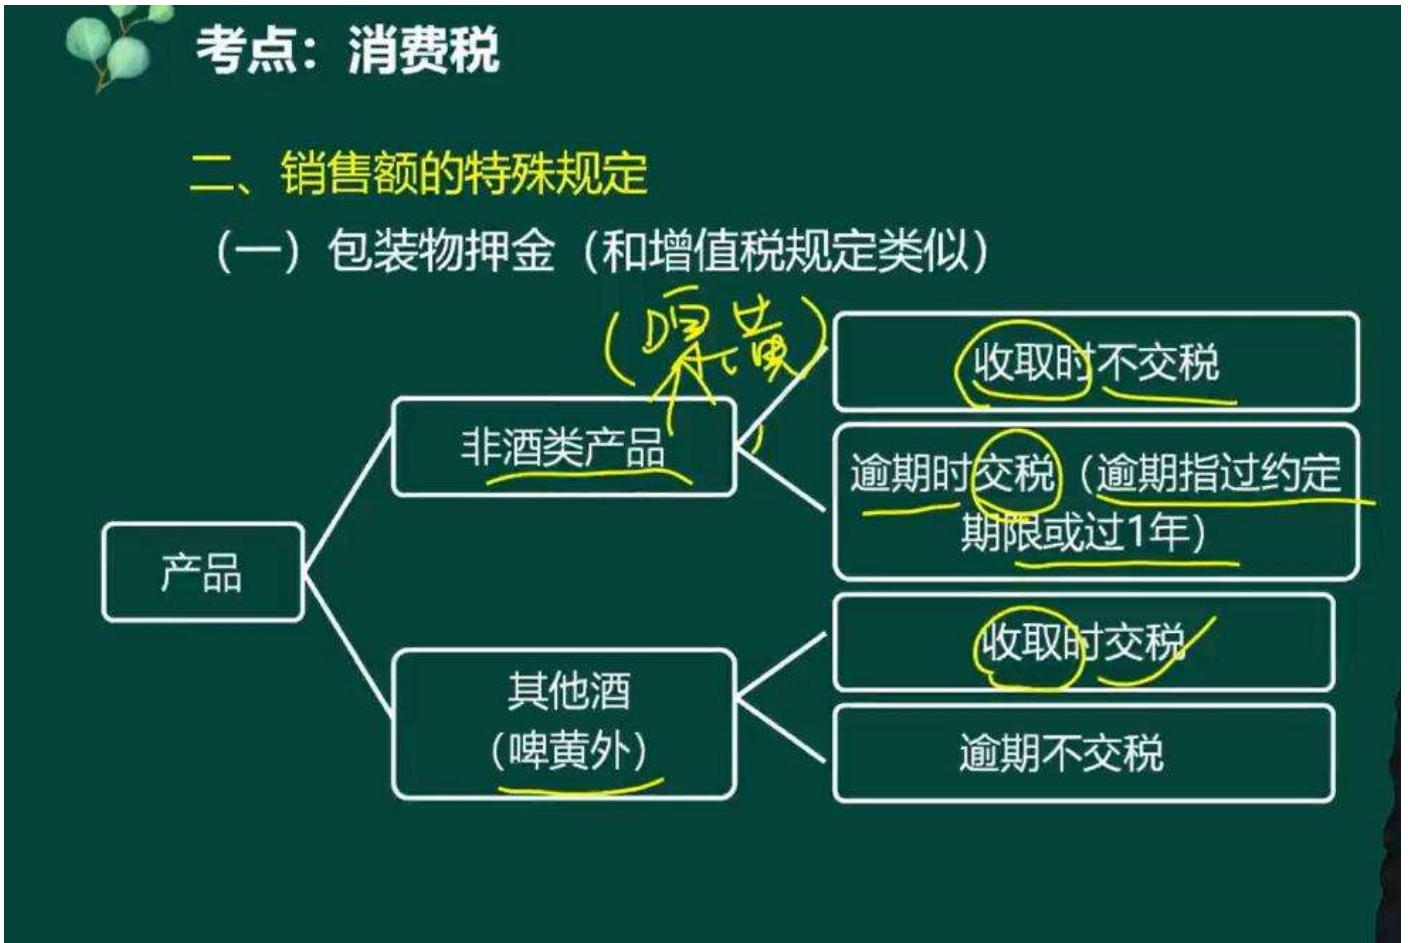 考点：消费税
二、销售额的特殊规定
（一）包装物押金（和增值税规定类似）
（啤黄）
收取时不交税
非酒类产品
逾期时交税（逾期指过约定
期限或过1年）
产品
收取时交税
其他酒
（啤黄外）
逾期不交税